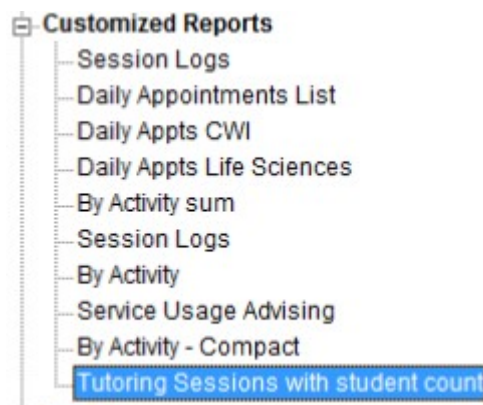 Customized Reports
Session Logs
Daily Appointments List
Daily Appts CWI
Daily Appts Life Sciences
By Activity sum
Session Logs
By Activity
Service Usage Advising
By Activity - Compact
Tutoring Sessions with student count